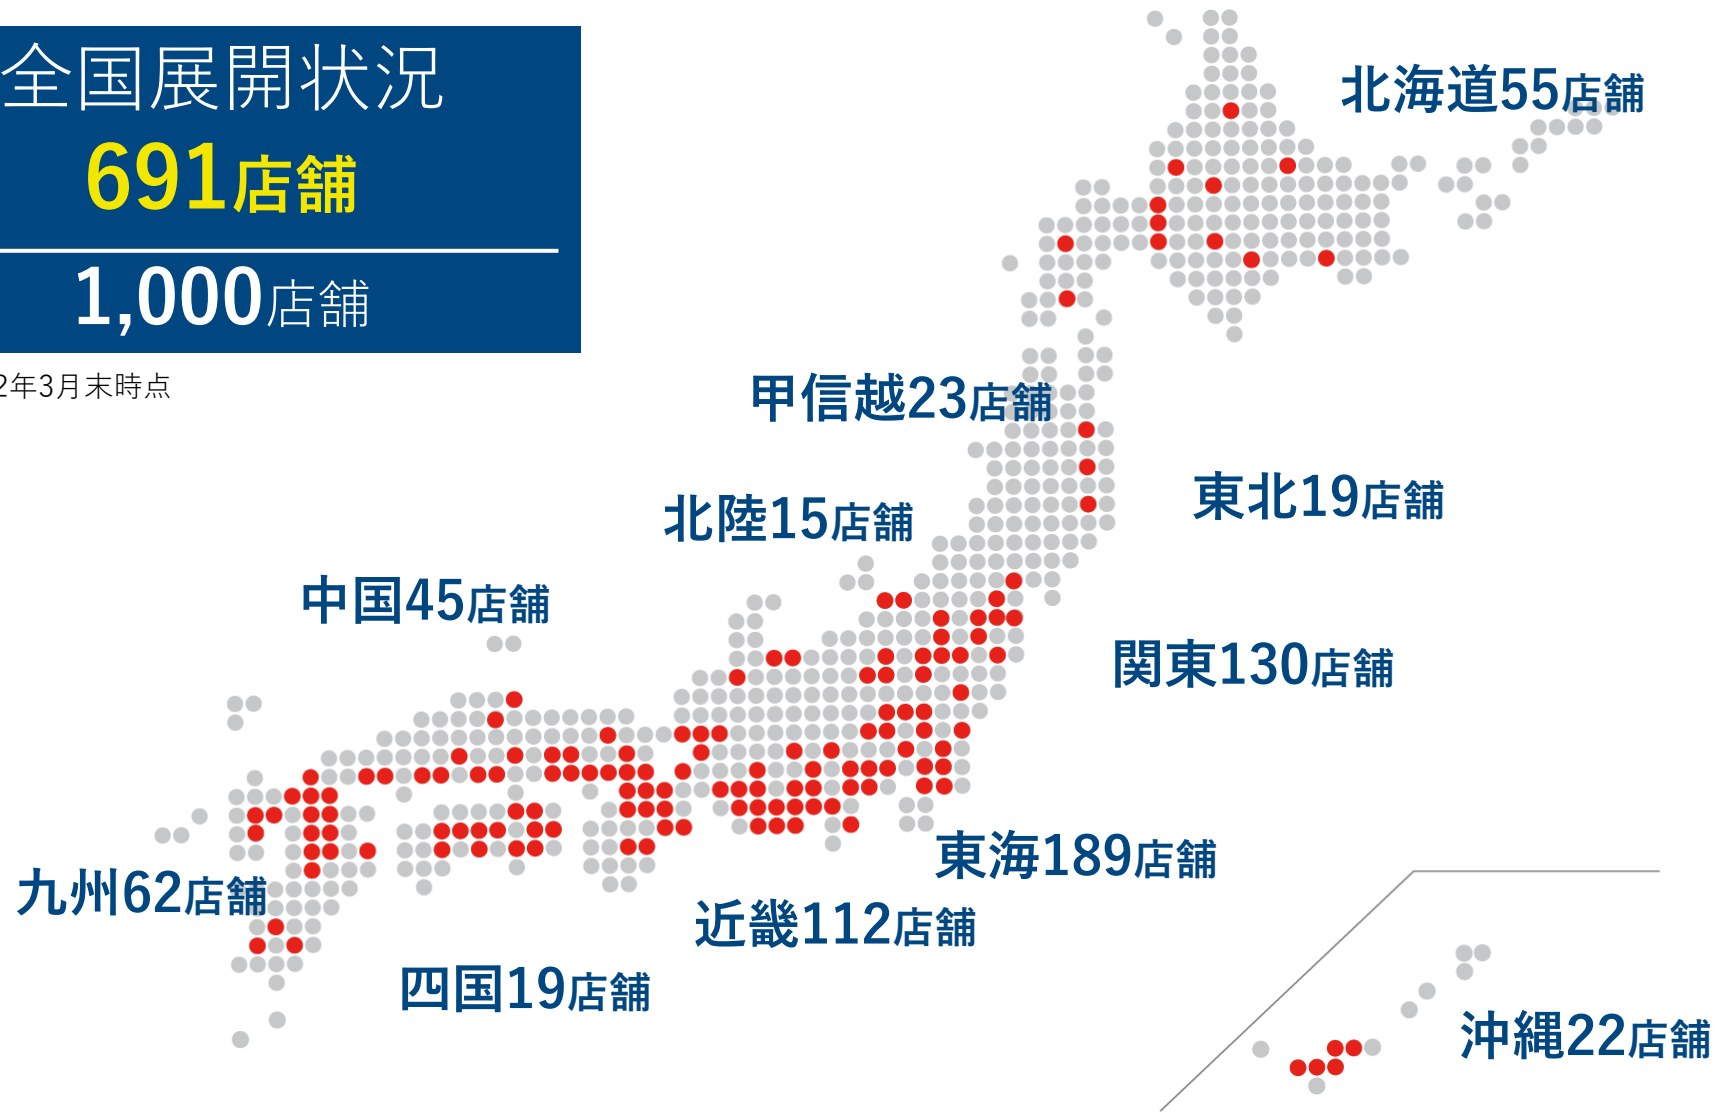 全国展開状況
691店舗
1,000店舗
2年3月末時点
北海道55店舗
甲信越23店舗
東北19店舗
北陸15店舗
中国45店舗
関東130店舗
東海189店舗
九州62店舗
近畿112店舗
四国19店舗
沖縄22店舗